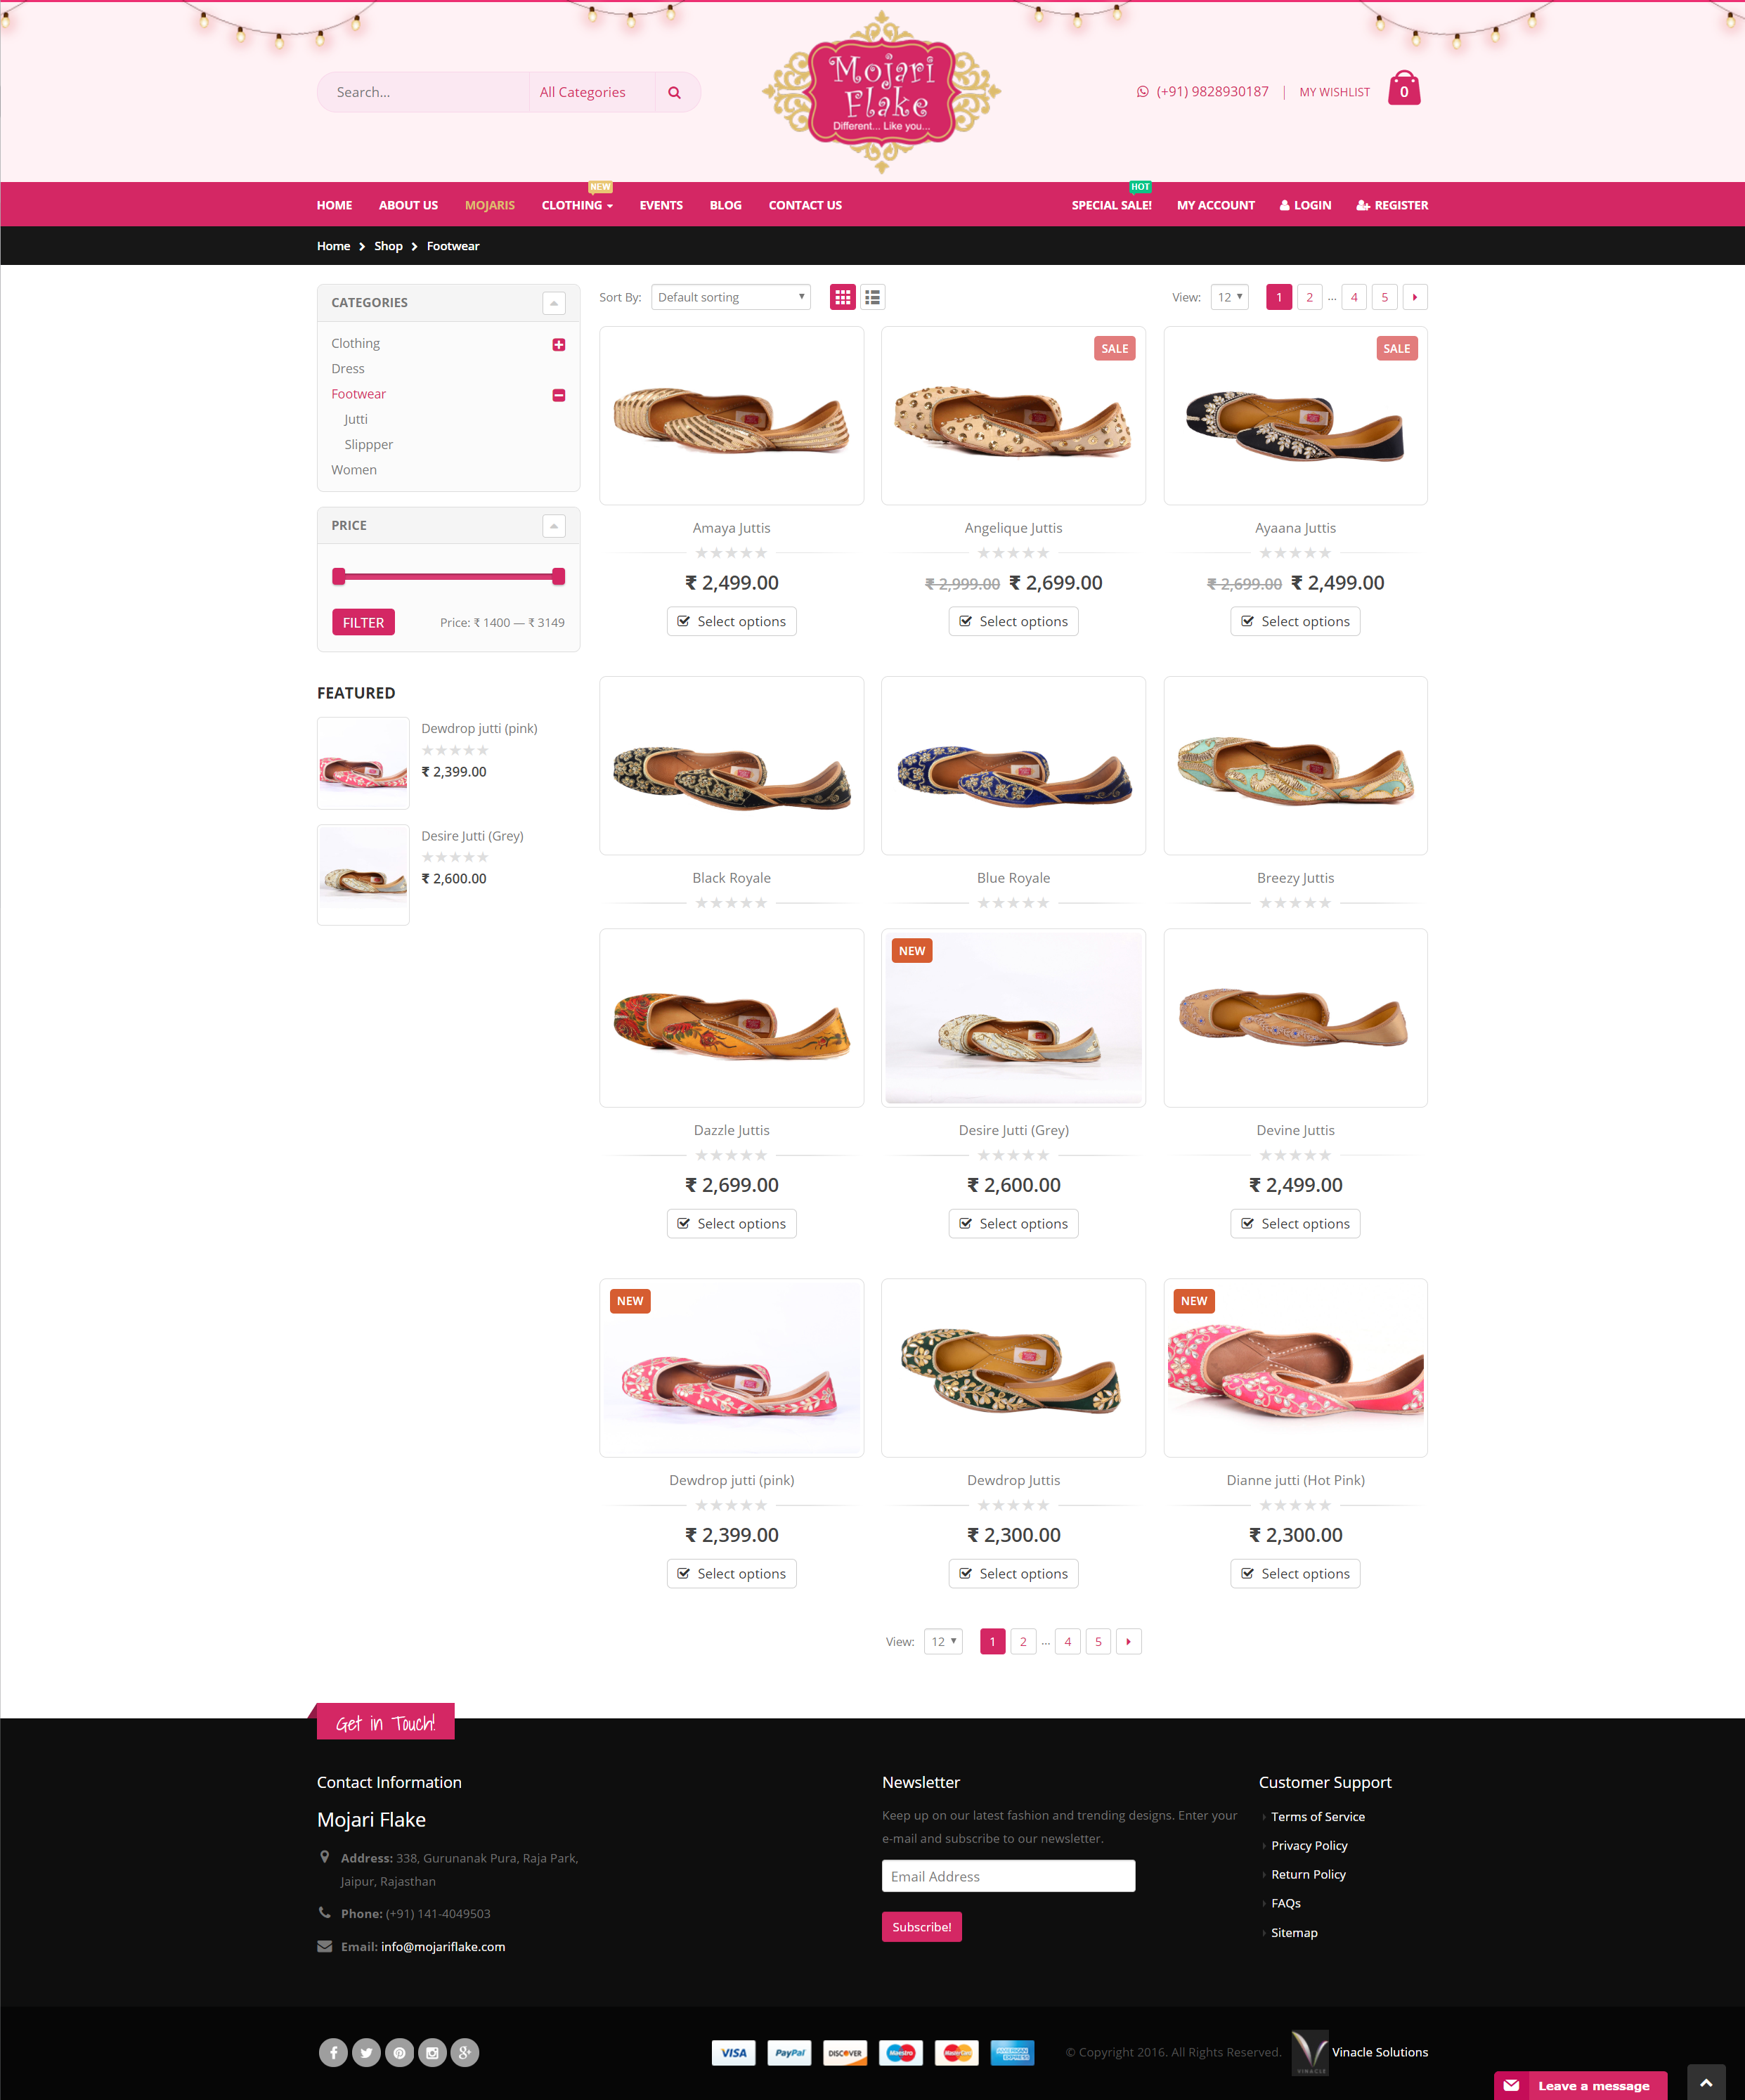 Search...
All Categories
Mojari
Flake
Different... Like you...
(+91) 9828930187 | MY WISHLIST
0
NEW
HOT
HOME ABOUT US MOJARIS CLOTHING EVENTS BLOG CONTACT US SPECIAL SALE! MY ACCOUNT LOGIN REGISTER
Home Shop Footwear
CATEGORIES
Clothing
Dress
Footwear
Jutti
Slippper
Women
PRICE
FILTER Price: ₹ 1400 — ₹ 3149
FEATURED
Dewdrop jutti (pink)
₹ 2,399.00
Desire Jutti (Grey)
₹ 2,600.00
Sort By: Default sorting View: 12 1 2 ... 4 5
SALE SALE
Amaya Juttis Angelique Juttis Ayaana Juttis
₹ 2,499.00 ₹ 2,999.00 ₹ 2,699.00 ₹ 2,699.00 ₹ 2,499.00
Select options Select options Select options
Black Royale Blue Royale Breezy Juttis
NEW
Dazzle Juttis Desire Jutti (Grey) Devine Juttis
₹ 2,699.00 ₹ 2,600.00 ₹ 2,499.00
Select options Select options Select options
NEW NEW
Dewdrop jutti (pink) Dewdrop Juttis Dianne jutti (Hot Pink)
₹ 2,399.00 ₹ 2,300.00 ₹ 2,300.00
Select options Select options Select options
View: 12 1 2 ... 4 5
Get in Touch!
Contact Information
Mojari Flake
Address: 338, Gurunanak Pura, Raja Park,
Jaipur, Rajasthan
Phone: (+91) 141-4049503
Email: info@mojariflake.com
Newsletter
Keep up on our latest fashion and trending designs. Enter your
e-mail and subscribe to our newsletter.
Email Address
Subscribe!
Customer Support
Terms of Service
Privacy Policy
Return Policy
FAQs
Sitemap
VISA PayPal DISCOVER Maestro MasterCard AMERICAN EXPRESS
© Copyright 2016. All Rights Reserved. VINACLE Vinacle Solutions
Leave a message